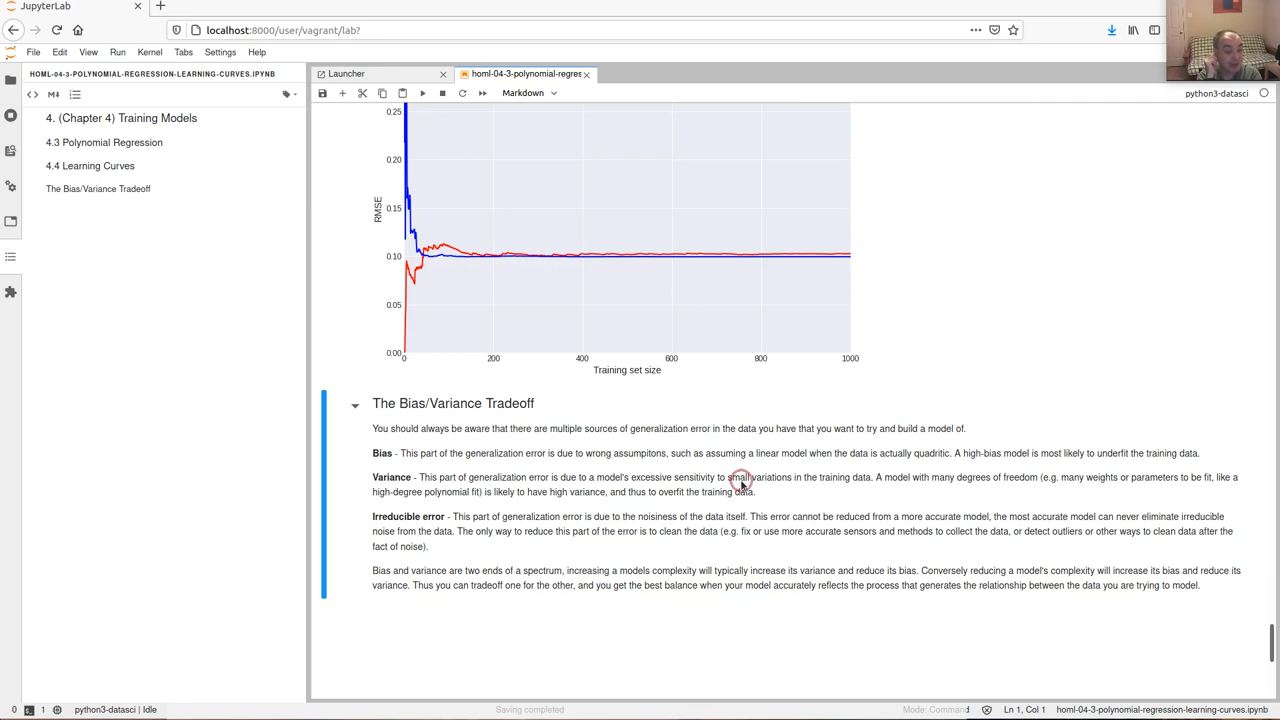 JupyterLab
localhost:8000/user/vagrant/lab?
File Edit View Run Kernel Tabs Settings Help
HOML-04-3-POLYNOMIAL-REGRESSION-LEARNING-CURVES.IPYNB
Launcher
homl-04-3-polynomial-regres
Markdown
python3-datasci
4. (Chapter 4) Training Models
4.3 Polynomial Regression
4.4 Learning Curves
The Bias/Variance Tradeoff
0.25
0.20
0.15
0.10
0.05
0.00
RMSE
0 200 400 600 800 1000
Training set size
The Bias/Variance Tradeoff
You should always be aware that there are multiple sources of generalization error in the data you have that you want to try and build a model of.
Bias - This part of the generalization error is due to wrong assumpitons, such as assuming a linear model when the data is actually quadritic. A high-bias model is most likely to underfit the training data.
Variance - This part of generalization error is due to a model's excessive sensitivity to small variations in the training data. A model with many degrees of freedom (e.g. many weights or parameters to be fit, like a
high-degree polynomial fit) is likely to have high variance, and thus to overfit the training data.
Irreducible error - This part of generalization error is due to the noisiness of the data itself. This error cannot be reduced from a more accurate model, the most accurate model can never eliminate irreducible
noise from the data. The only way to reduce this part of the error is to clean the data (e.g. fix or use more accurate sensors and methods to collect the data, or detect outliers or other ways to clean data after the
fact of noise).
Bias and variance are two ends of a spectrum, increasing a models complexity will typically increase its variance and reduce its bias. Conversely reducing a model's complexity will increase its bias and reduce its
variance. Thus you can tradeoff one for the other, and you get the best balance when your model accurately reflects the process that generates the relationship between the data you are trying to model.
0 1 python3-datasci | Idle
Saving completed
Mode: Command
Ln 1, Col 1
homl-04-3-polynomial-regression-learning-curves.ipynb